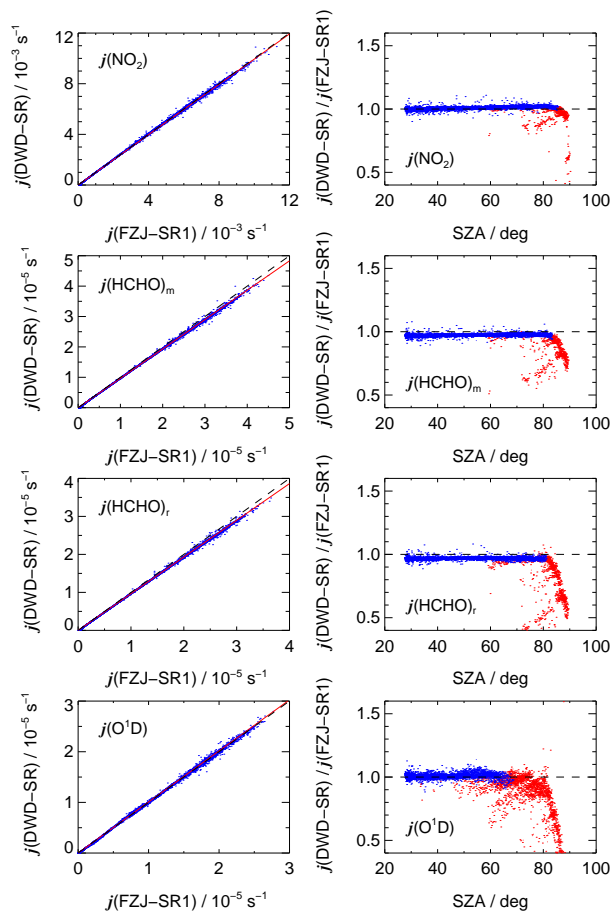 12
8
4
0
j(NO₂)
j(DWD−SR) / 10⁻³ s⁻¹
0 4 8 12
j(FZJ−SR1) / 10⁻³ s⁻¹
1.5
1.0
0.5
j(NO₂)
j(DWD−SR) / j(FZJ−SR1)
20 40 60 80 100
SZA / deg
5
4
3
2
1
0
j(HCHO)ₘ
j(DWD−SR) / 10⁻⁵ s⁻¹
0 1 2 3 4 5
j(FZJ−SR1) / 10⁻⁵ s⁻¹
1.5
1.0
0.5
j(HCHO)ₘ
j(DWD−SR) / j(FZJ−SR1)
20 40 60 80 100
SZA / deg
4
3
2
1
0
j(HCHO)ᵣ
j(DWD−SR) / 10⁻⁵ s⁻¹
0 1 2 3 4
j(FZJ−SR1) / 10⁻⁵ s⁻¹
1.5
1.0
0.5
j(HCHO)ᵣ
j(DWD−SR) / j(FZJ−SR1)
20 40 60 80 100
SZA / deg
3
2
1
0
j(O¹D)
j(DWD−SR) / 10⁻⁵ s⁻¹
0 1 2 3
j(FZJ−SR1) / 10⁻⁵ s⁻¹
1.5
1.0
0.5
j(O¹D)
j(DWD−SR) / j(FZJ−SR1)
20 40 60 80 100
SZA / deg